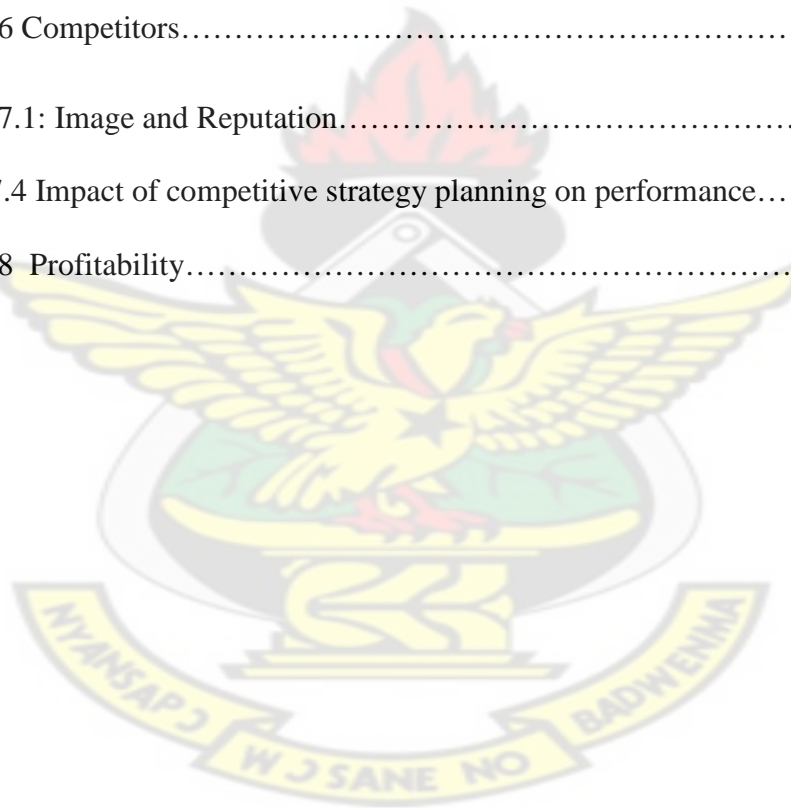 6 Competitors……………………………………………………
7.1: Image and Reputation.……………………………………
7.4 Impact of competitive strategy planning on performance…
8  Profitability……………………………………………………
NYANSAPƆ WƆSANE NO BADWENMA